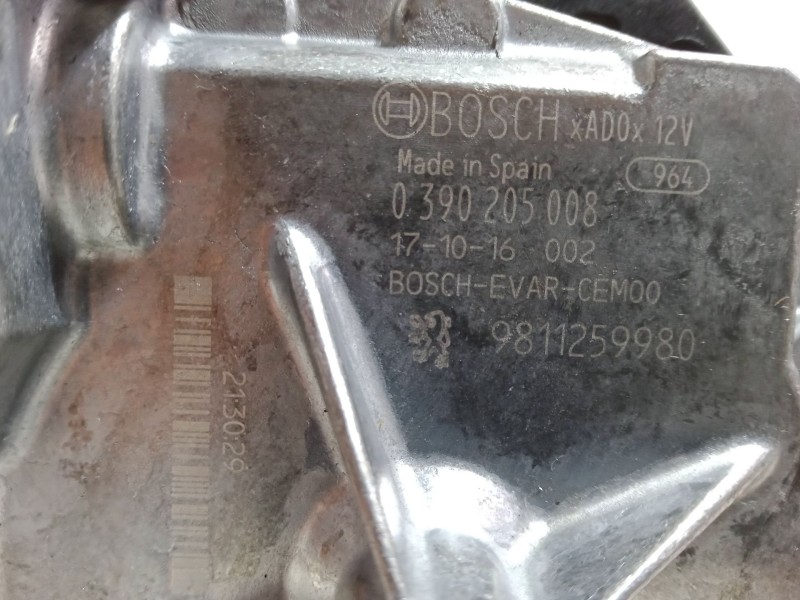 BOSCH xADOx 12V
Made in Spain 964
0 390 205 008
17-10-16 002
BOSCH-EVAR-CEM00
9811259980
21:30:29